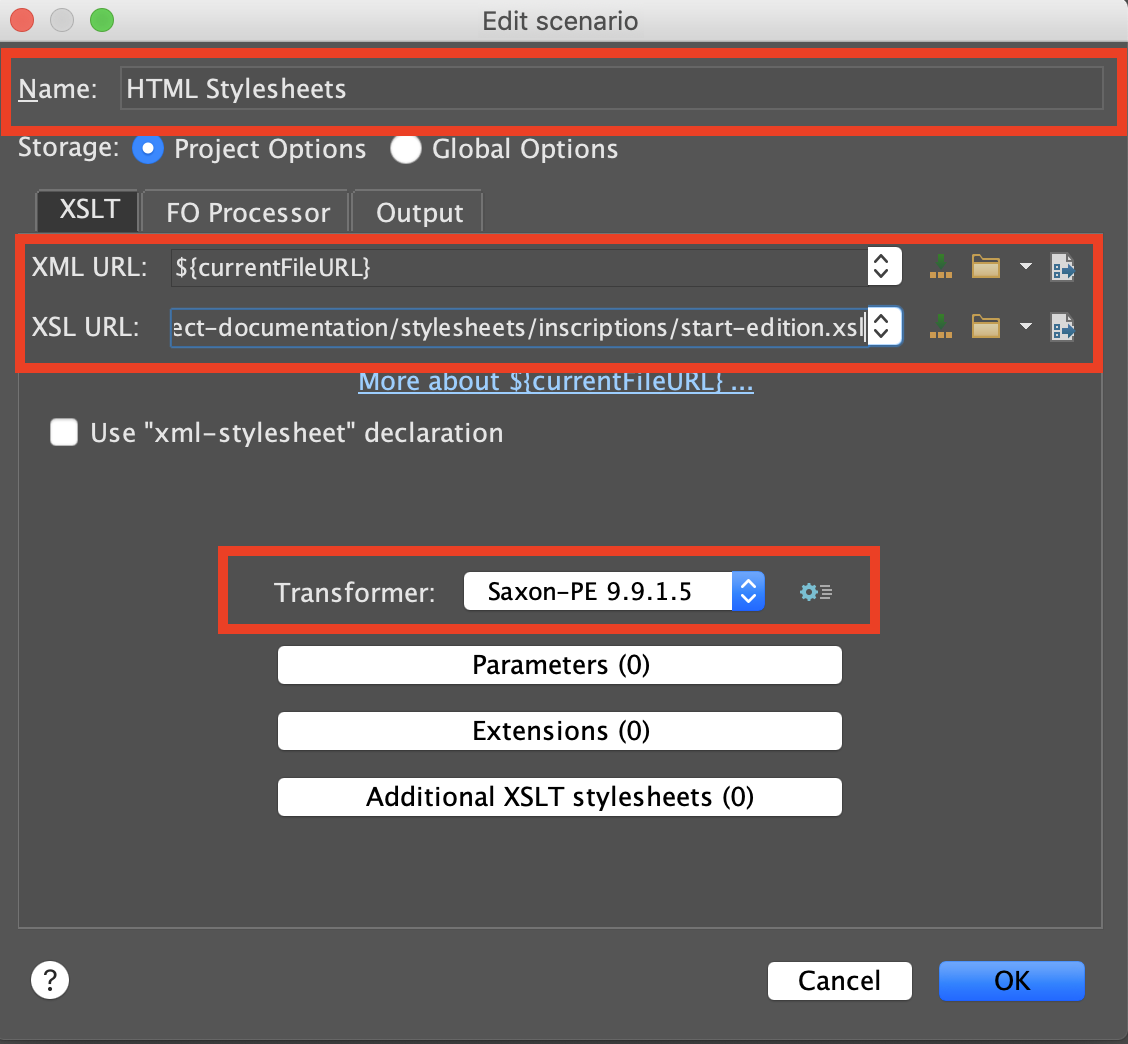 Edit scenario
Name: HTML Stylesheets
Storage: Project Options Global Options
XSLT FO Processor Output
XML URL: ${currentFileURL}
XSL URL: ect-documentation/stylesheets/inscriptions/start-edition.xsl
More about ${currentFileURL} ...
Use "xml-stylesheet" declaration
Transformer: Saxon-PE 9.9.1.5
Parameters (0)
Extensions (0)
Additional XSLT stylesheets (0)
? Cancel OK